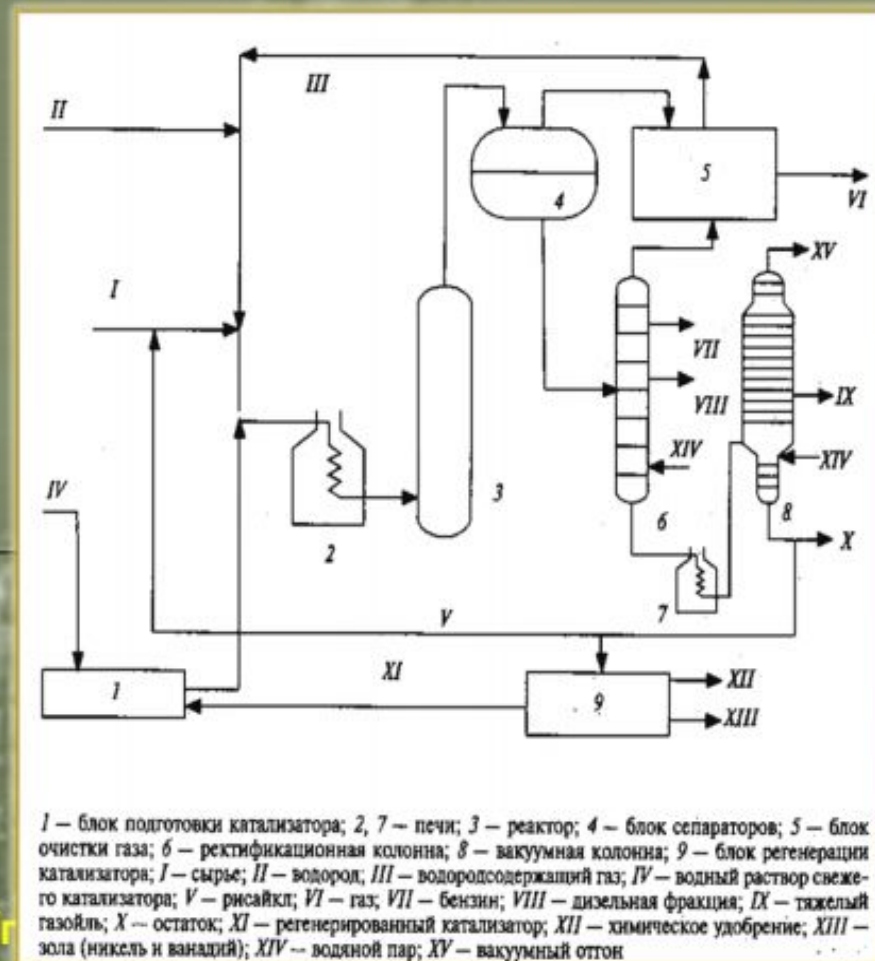 III
II
5
4
VI
XV
I
VII
IX
VIII
XIV
XIV
IV
3
6
8
2
X
7
V
XI
1
XII
9
XIII
1 — блок подготовки катализатора; 2, 7 — печи; 3 — реактор; 4 — блок сепараторов; 5 — блок
очистки газа; 6 — ректификационная колонна; 8 — вакуумная колонна; 9 — блок регенерации
катализатора; I — сырье; II — водород; III — водородсодержащий газ; IV — водный раствор свеже-
го катализатора; V — рисайкл; VI — газ; VII — бензин; VIII — дизельная фракция; IX — тяжелый
газойль; X — остаток; XI — регенерированный катализатор; XII — химическое удобрение; XIII —
зола (никель и ванадий); XIV — водяной пар; XV — вакуумный отгон